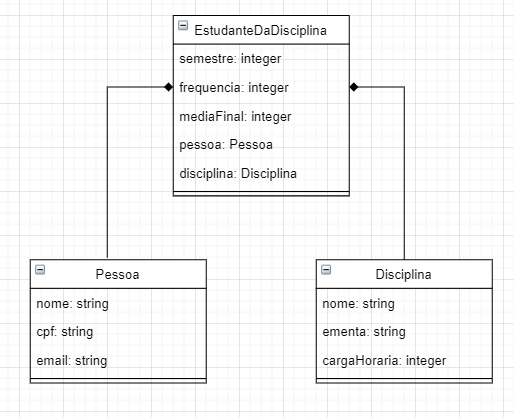 EstudanteDaDisciplina
semestre: integer
frequencia: integer
mediaFinal: integer
pessoa: Pessoa
disciplina: Disciplina
Pessoa
nome: string
cpf: string
email: string
Disciplina
nome: string
ementa: string
cargaHoraria: integer